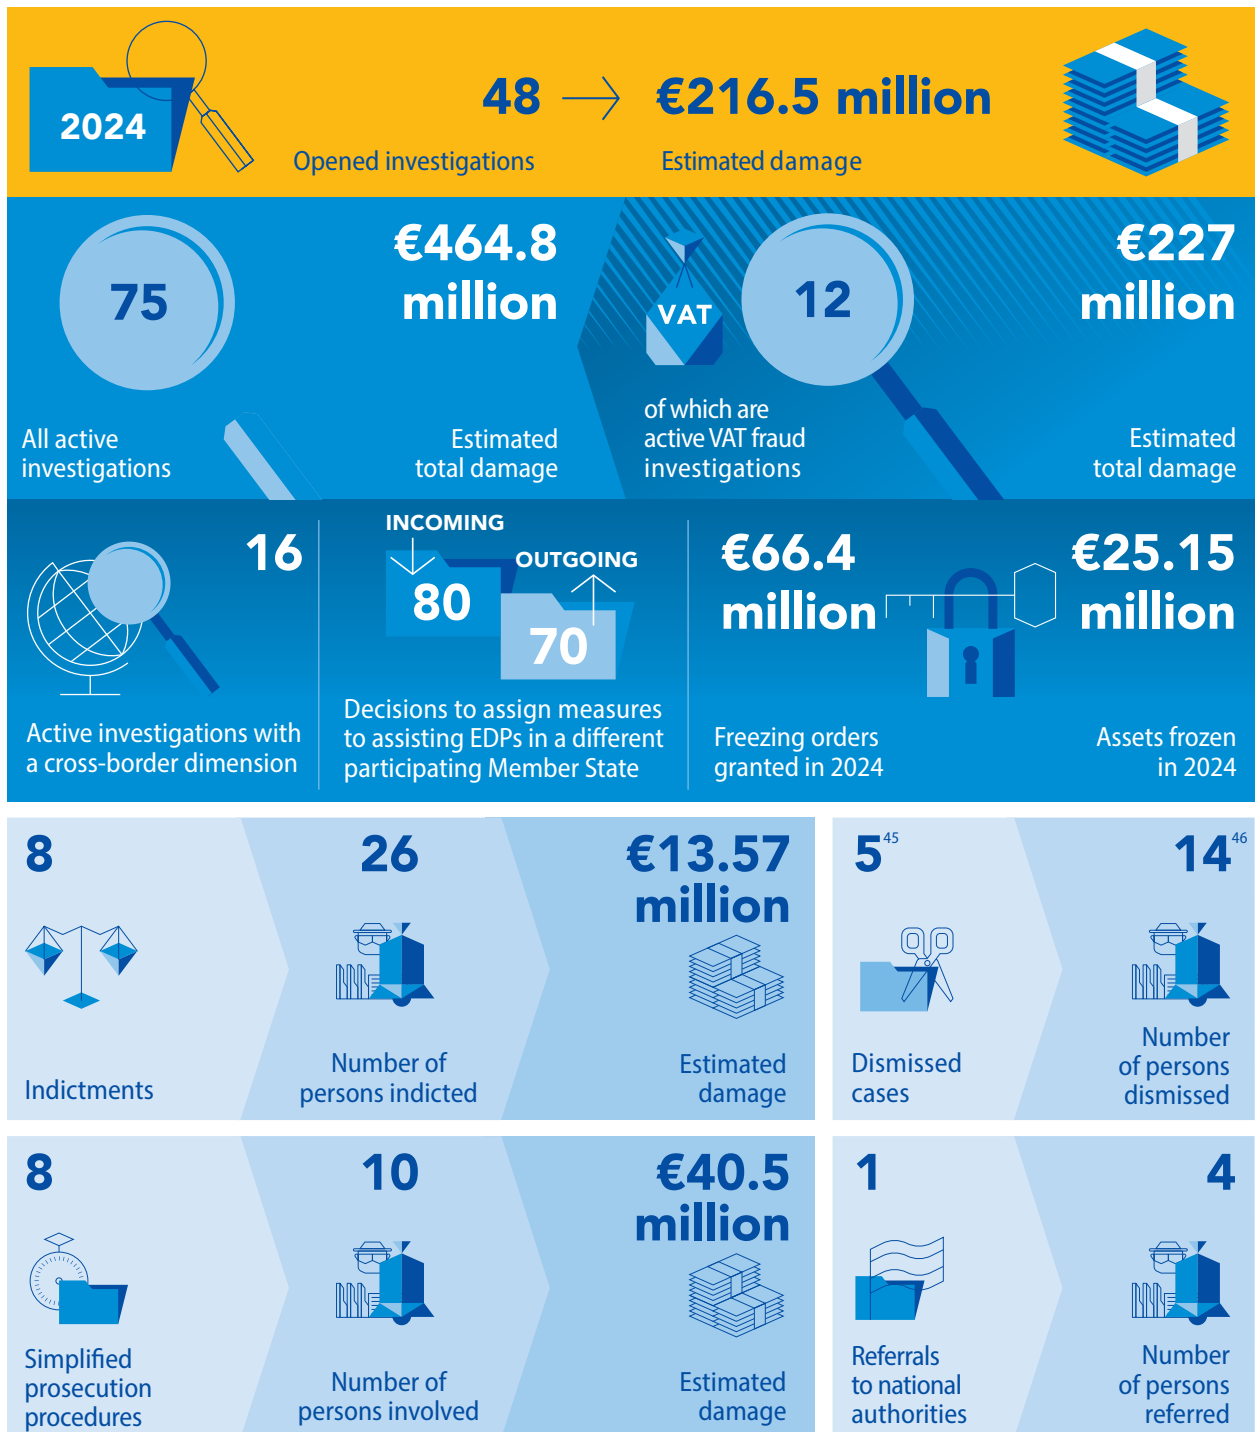 2024
48
€216.5 million
Opened investigations
Estimated damage
75
All active
investigations
€464.8
million
Estimated
total damage
VAT
12
of which are
active VAT fraud
investigations
€227
million
Estimated
total damage
16
Active investigations with
a cross-border dimension
INCOMING
80
OUTGOING
70
Decisions to assign measures
to assisting EDPs in a different
participating Member State
€66.4
million
Freezing orders
granted in 2024
€25.15
million
Assets frozen
in 2024
8
Indictments
26
Number of
persons indicted
€13.57
million
Estimated
damage
5 45
Dismissed
cases
14 46
Number
of persons
dismissed
8
Simplified
prosecution
procedures
10
Number of
persons involved
€40.5
million
Estimated
damage
1
Referrals
to national
authorities
4
Number
of persons
referred